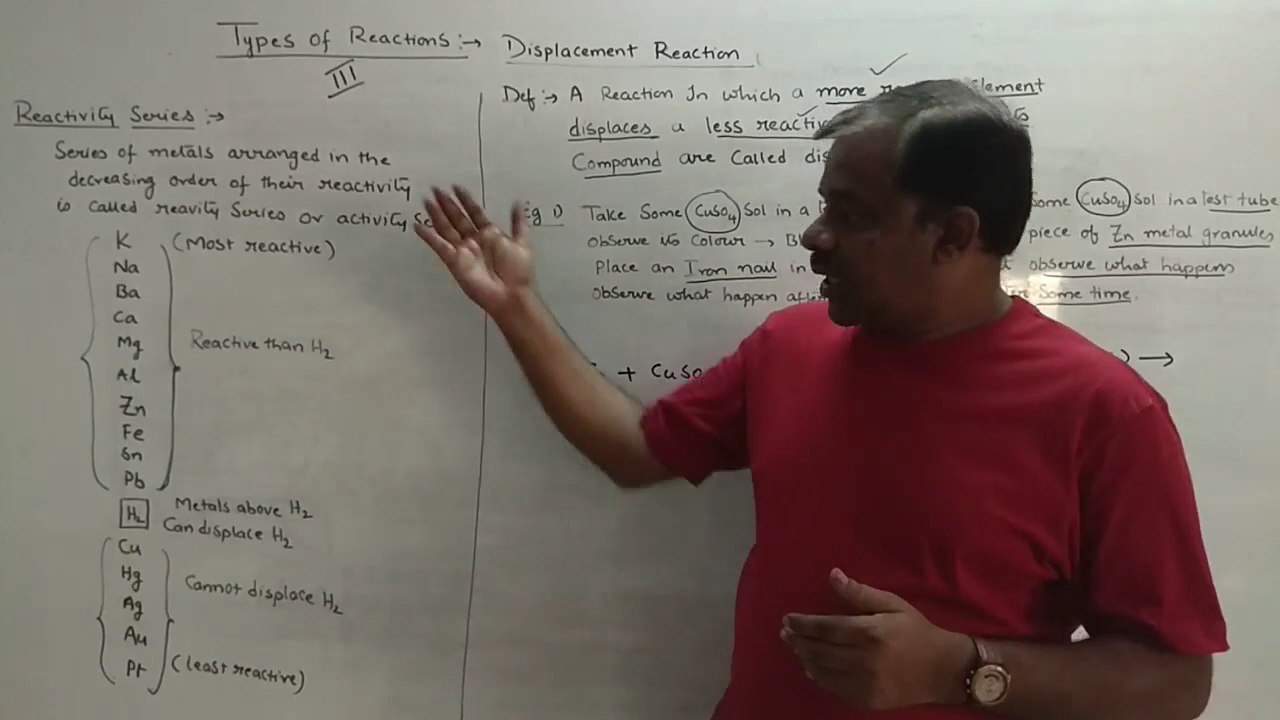 Types of Reactions :→ Displacement Reaction
III
Reactivity Series :→
Series of metals arranged in the
decreasing order of their reactivity
is called reavity Series or activity
K (Most reactive)
Na
Ba
Ca
Mg Reactive than H₂
Al
Zn
Fe
Sn
Pb
H₂ Metals above H₂
Can displace H₂
Cu
Hg Cannot displace H₂
Ag
Au
Pt (least reactive)
Def :→ A Reaction In which a more
displaces a less
Compound are Called
Eg 1) Take Some CuSO₄ Sol in a
observe its Colour →
Place an Iron nail in
observe what happen
+ CuSO
Some CuSO₄ Sol in a test tube
piece of Zn metal granules
observe what happens
Some time.
→